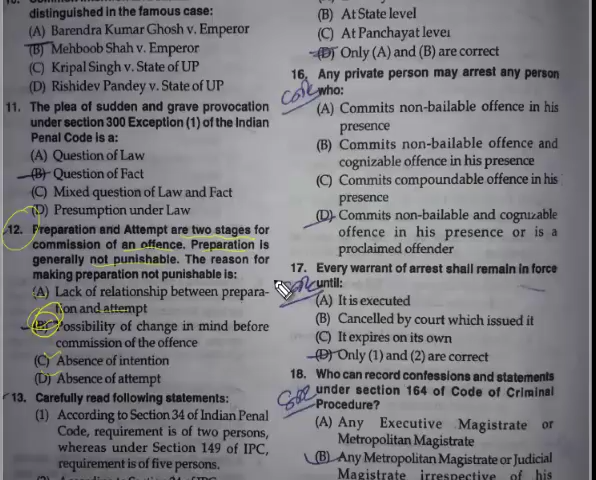 distinguished in the famous case:
(A) Barendra Kumar Ghosh v. Emperor
(B) Mehboob Shah v. Emperor
(C) Kripal Singh v. State of UP
(D) Rishidev Pandey v. State of UP
11. The plea of sudden and grave provocation
under section 300 Exception (1) of the Indian
Penal Code is a:
(A) Question of Law
(B) Question of Fact
(C) Mixed question of Law and Fact
(D) Presumption under Law
12. Preparation and Attempt are two stages for
commission of an offence. Preparation is
generally not punishable. The reason for
making preparation not punishable is:
(A) Lack of relationship between prepara-
tion and attempt
(B) Possibility of change in mind before
commission of the offence
(C) Absence of intention
(D) Absence of attempt
13. Carefully read following statements:
(1) According to Section 34 of Indian Penal
Code, requirement is of two persons,
whereas under Section 149 of IPC,
requirement is of five persons.
(B) At State level
(C) At Panchayat level
(D) Only (A) and (B) are correct
16. Any private person may arrest any person
who:
(A) Commits non-bailable offence in his
presence
(B) Commits non-bailable offence and
cognizable offence in his presence
(C) Commits compoundable offence in his
presence
(D) Commits non-bailable and cognizable
offence in his presence or is a
proclaimed offender
17. Every warrant of arrest shall remain in force
until:
(A) It is executed
(B) Cancelled by court which issued it
(C) It expires on its own
(D) Only (1) and (2) are correct
18. Who can record confessions and statements
under section 164 of Code of Criminal
Procedure?
(A) Any Executive Magistrate or
Metropolitan Magistrate
(B) Any Metropolitan Magistrate or Judicial
Magistrate irrespective of his